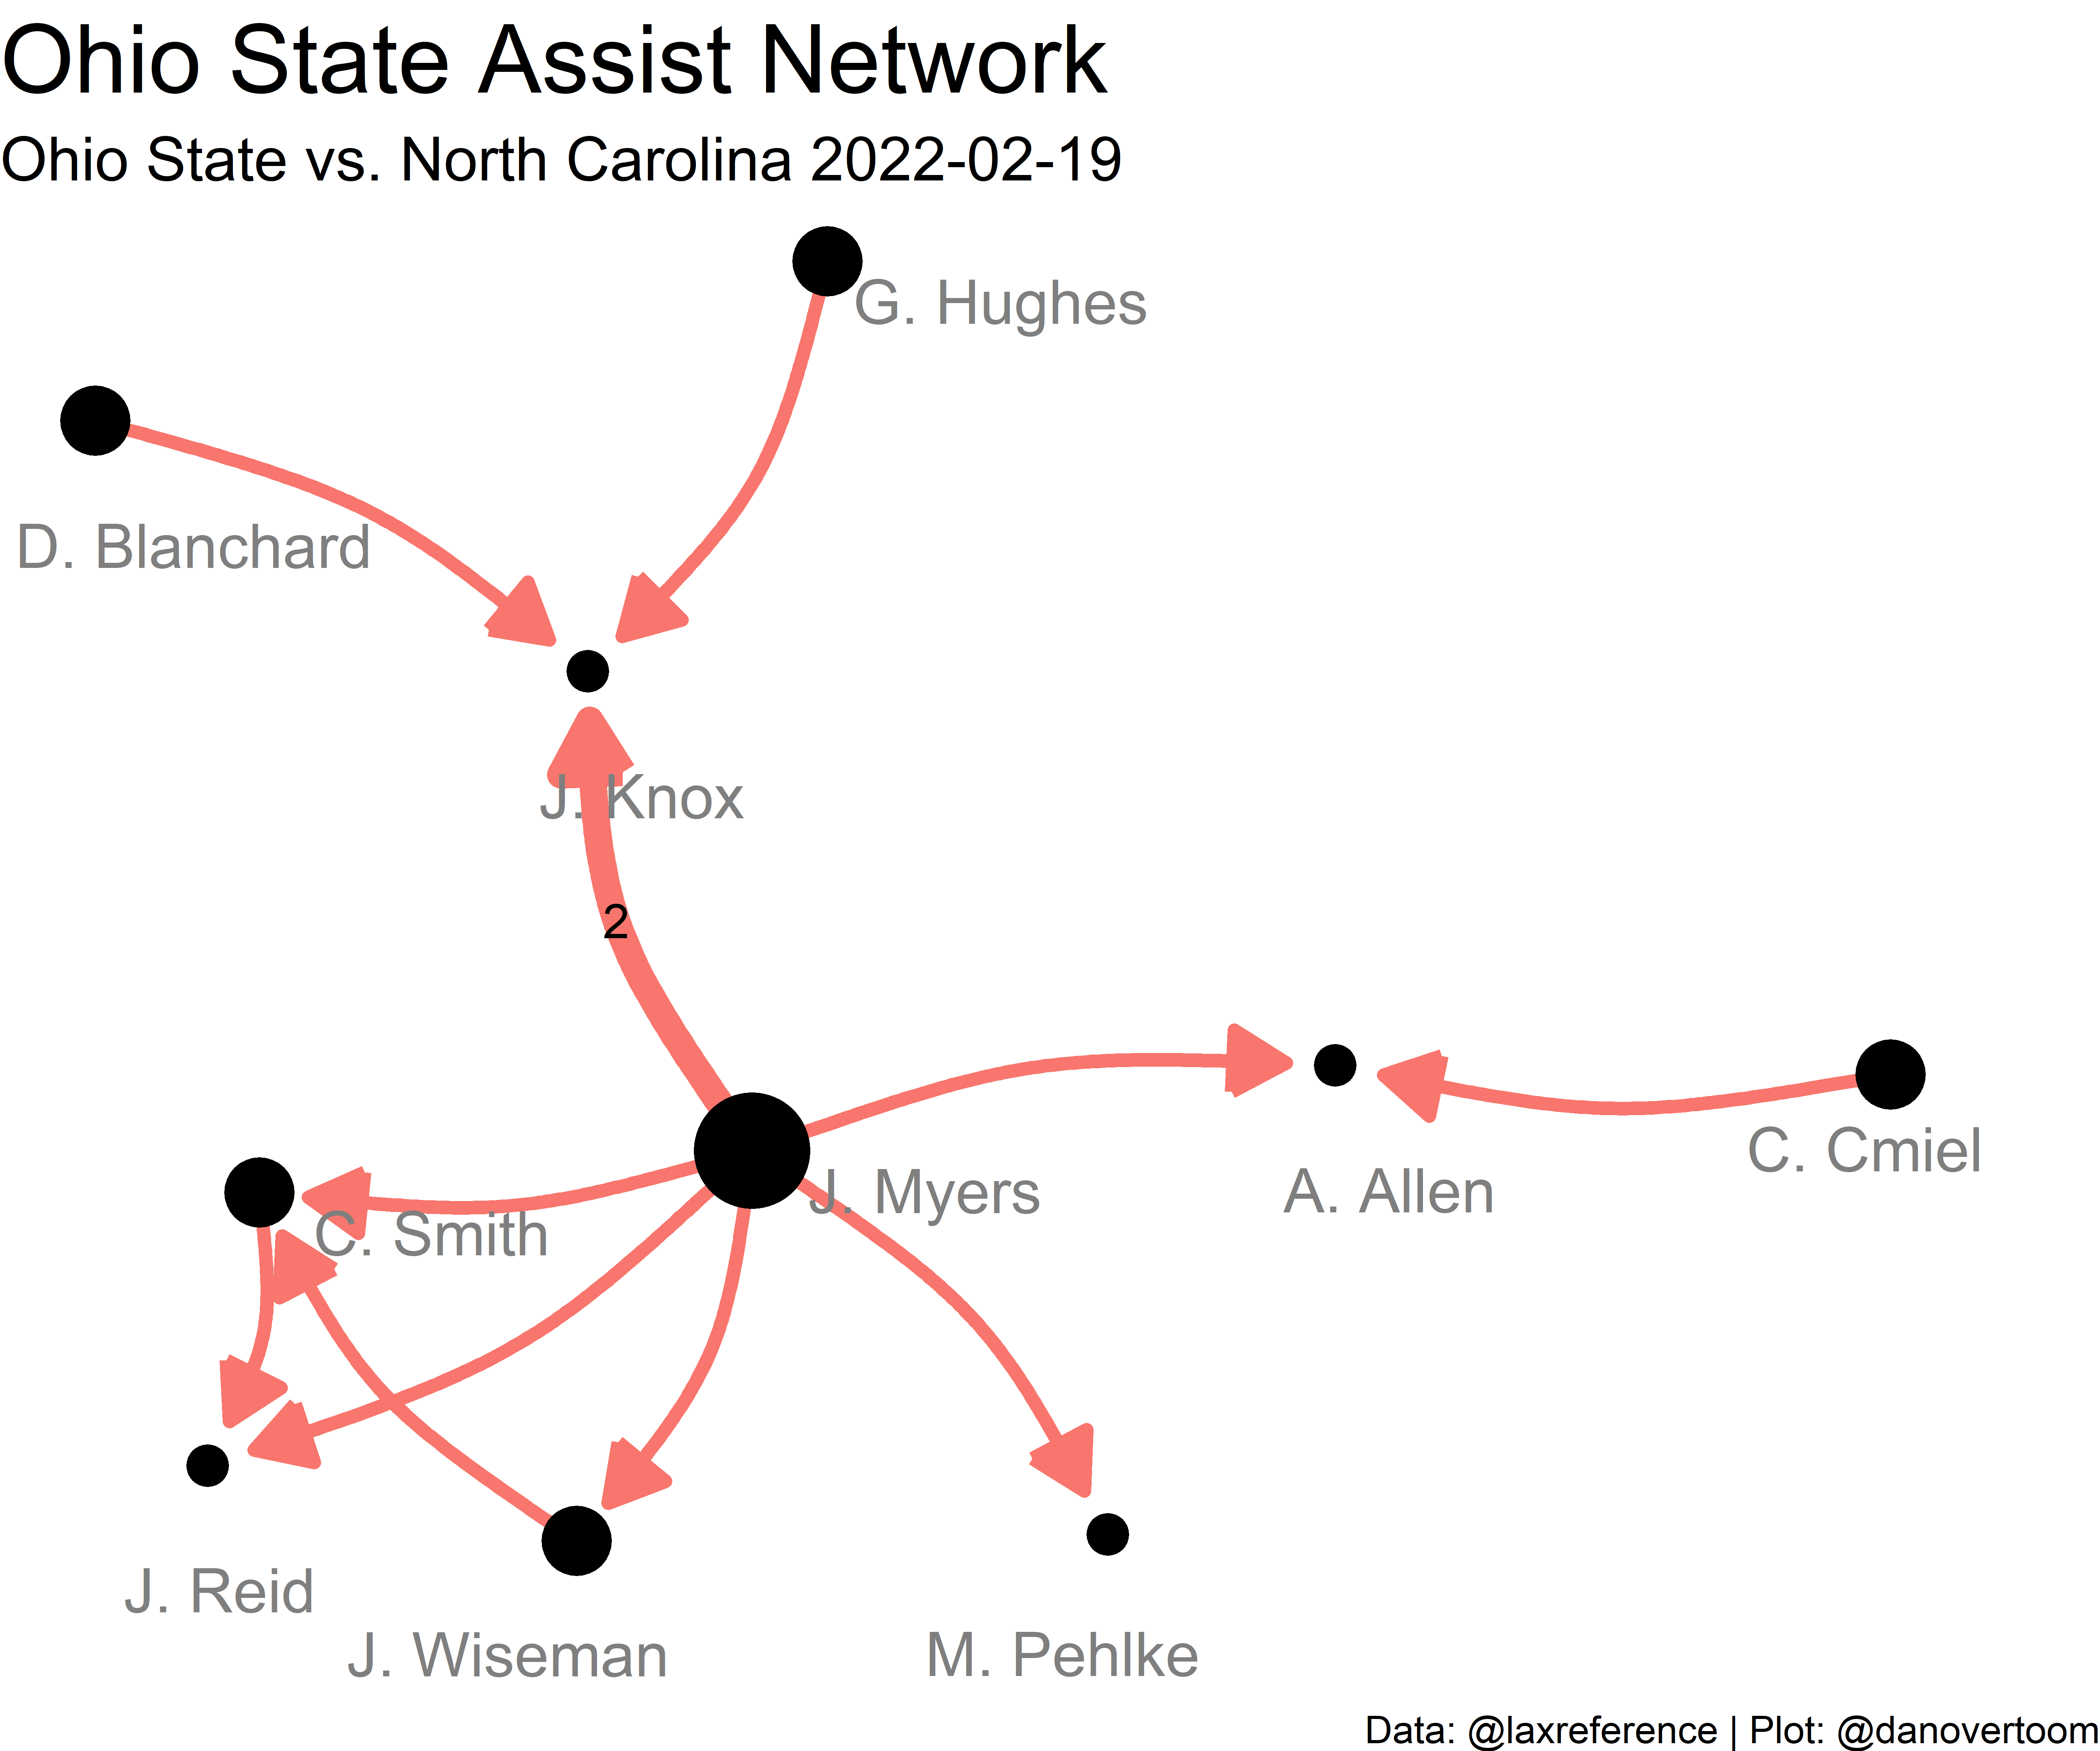 Ohio State Assist Network
Ohio State vs. North Carolina 2022-02-19
G. Hughes
D. Blanchard
J. Knox
2
C. Cmiel
J. Myers
A. Allen
C. Smith
J. Reid
J. Wiseman
M. Pehlke
Data: @laxreference | Plot: @danovertoom